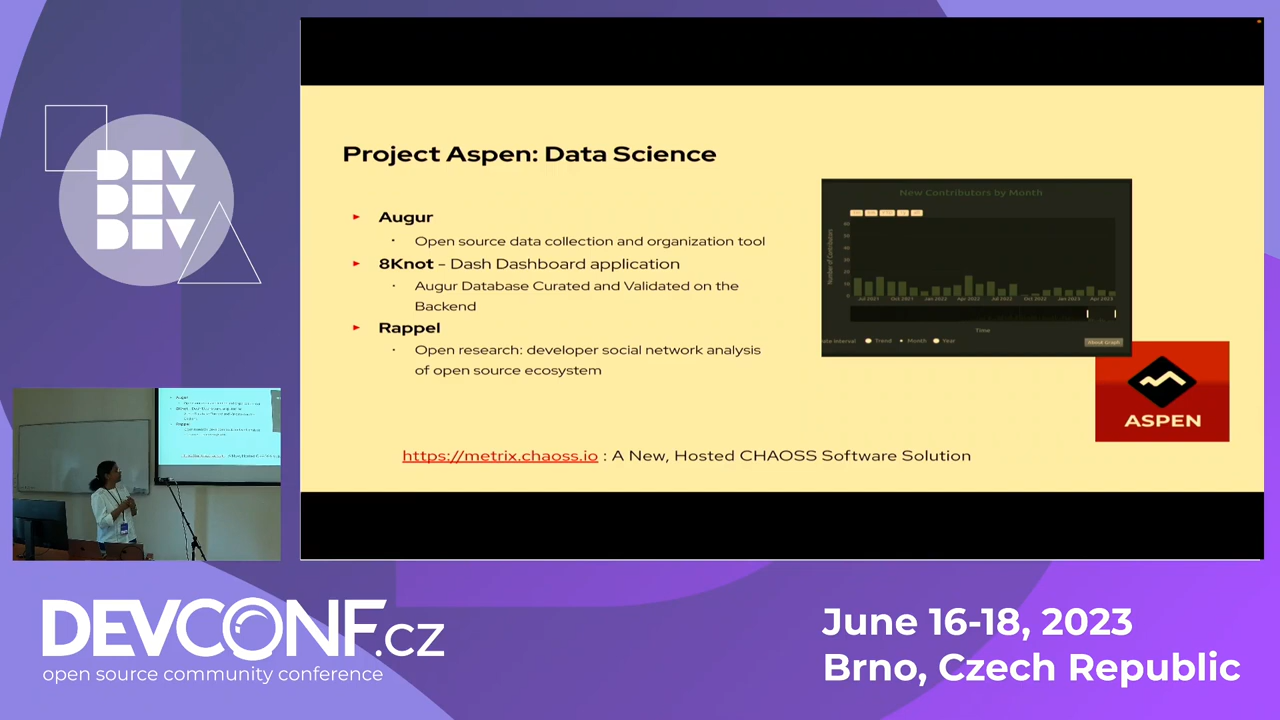 DEV
DEV
DEV
Project Aspen: Data Science
Augur
Open source data collection and organization tool
8Knot – Dash Dashboard application
Augur Database Curated and Validated on the
Backend
Rappel
Open research: developer social network analysis
of open source ecosystem
https://metrix.chaoss.io : A New, Hosted CHAOSS Software Solution
New Contributors by Month
Number of Contributors
Jul 2021 Oct 2021 Jan 2022 Apr 2022 Jul 2022 Oct 2022 Jan 2023 Apr 2023
Time
Interval Trend Month Year
About Graph
ASPEN
DEVCONF.cz
open source community conference
June 16-18, 2023
Brno, Czech Republic